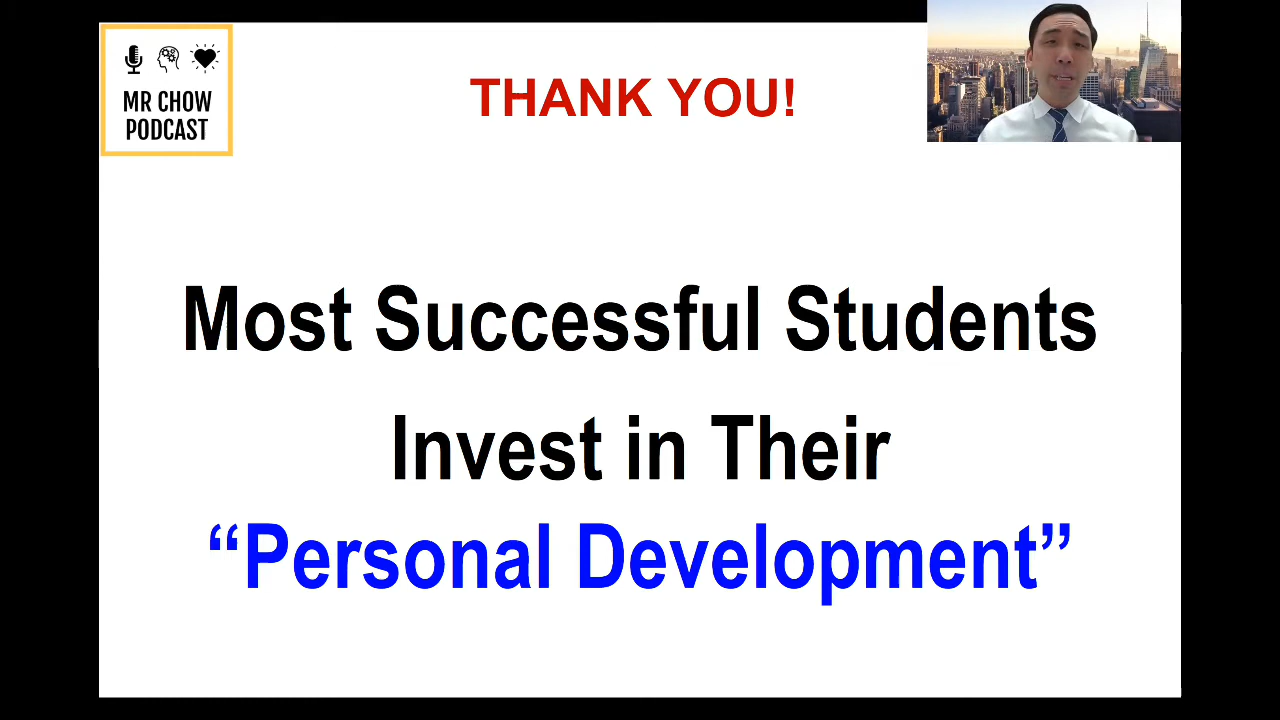 MR CHOW
PODCAST
THANK YOU!
Most Successful Students
Invest in Their
“Personal Development”